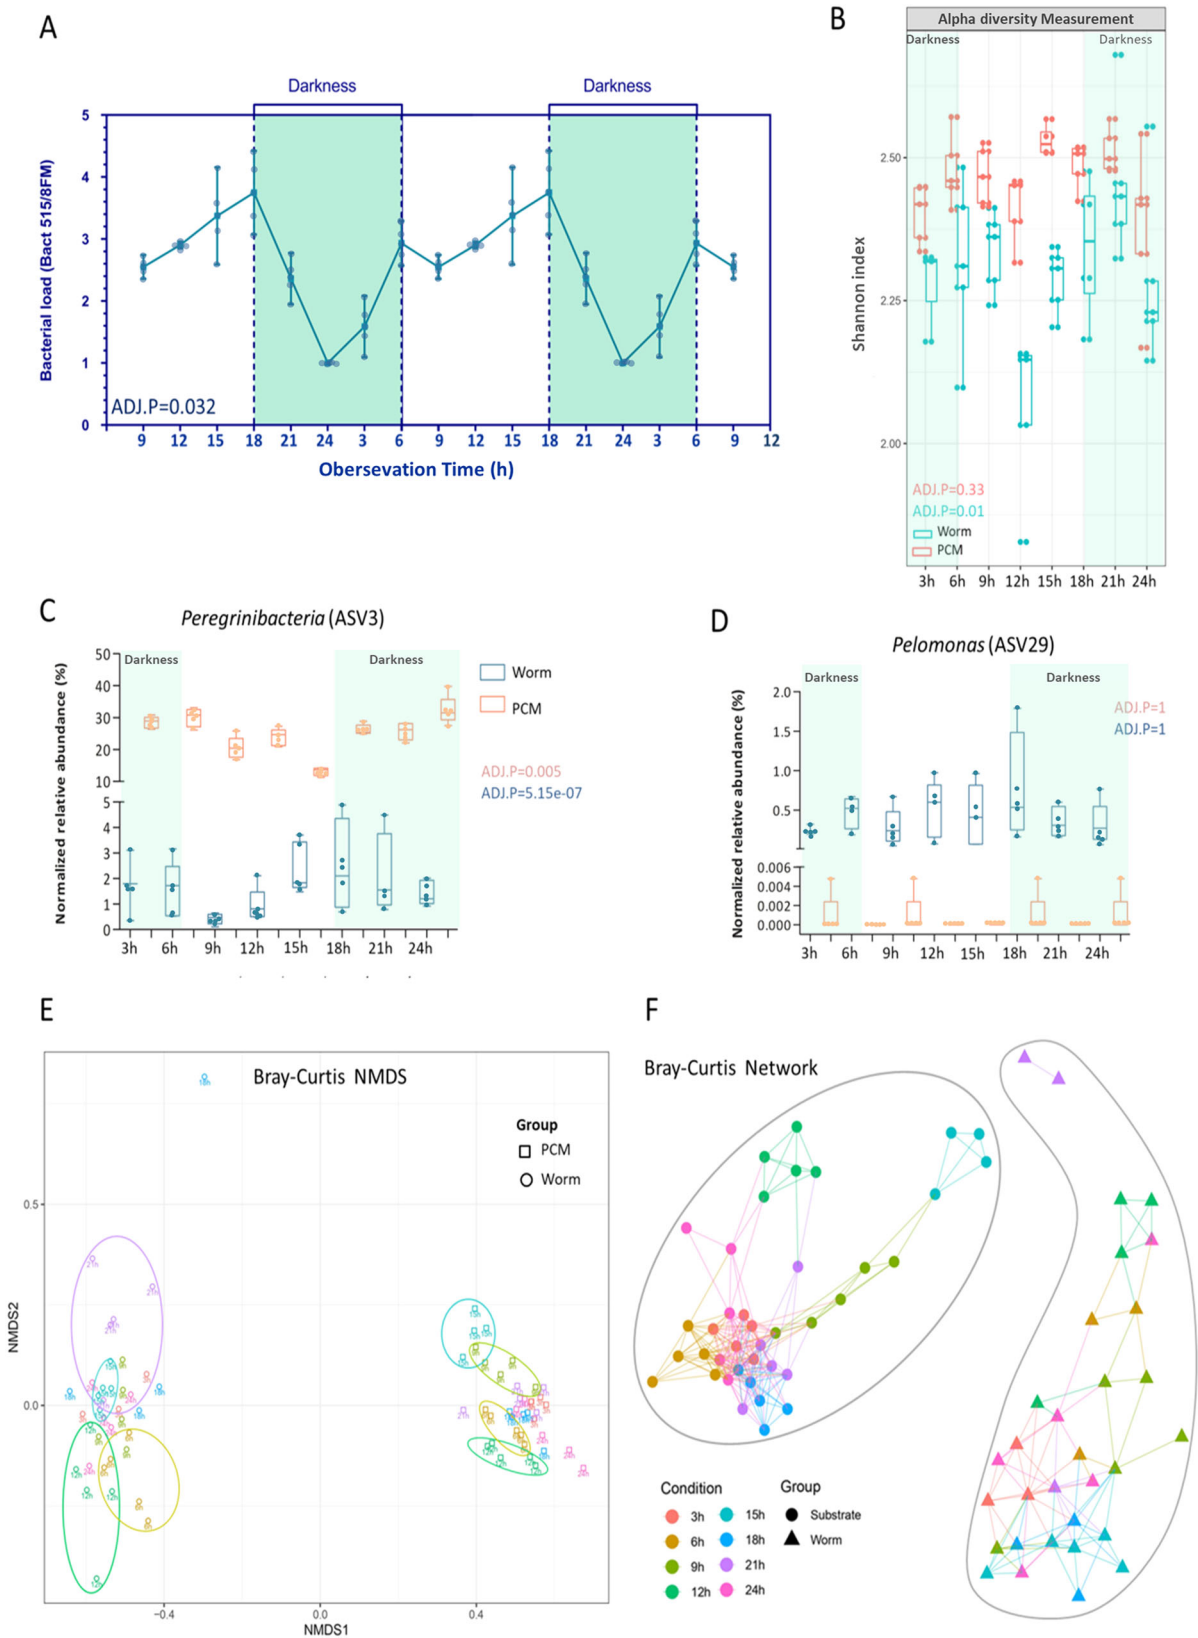 A
Darkness
Darkness
5
4
3
2
1
0
Bacterial load (Bact 515/8FM)
ADJ.P=0.032
9 12 15 18 21 24 3 6 9 12 15 18 21 24 3 6 9 12
Obersevation Time (h)
B
Alpha diversity Measurement
Darkness
Darkness
2.50
2.25
2.00
Shannon index
ADJ.P=0.33
ADJ.P=0.01
Worm
PCM
3h 6h 9h 12h 15h 18h 21h 24h
C
Peregrinibacteria (ASV3)
Darkness
Darkness
50
40
30
20
10
5
4
3
2
1
0
Normalized relative abundance (%)
Worm
PCM
ADJ.P=0.005
ADJ.P=5.15e-07
3h 6h 9h 12h 15h 18h 21h 24h
D
Pelomonas (ASV29)
Darkness
Darkness
2.0
1.5
1.0
0.5
0.006
0.004
0.002
0.000
Normalized relative abundance (%)
ADJ.P=1
ADJ.P=1
3h 6h 9h 12h 15h 18h 21h 24h
E
Bray-Curtis NMDS
Group
PCM
Worm
18h
21h
21h
0.5
0.0
NMDS2
−0.4 0.0 0.4
NMDS1
F
Bray-Curtis Network
Condition
3h
6h
9h
12h
15h
18h
21h
24h
Group
Substrate
Worm